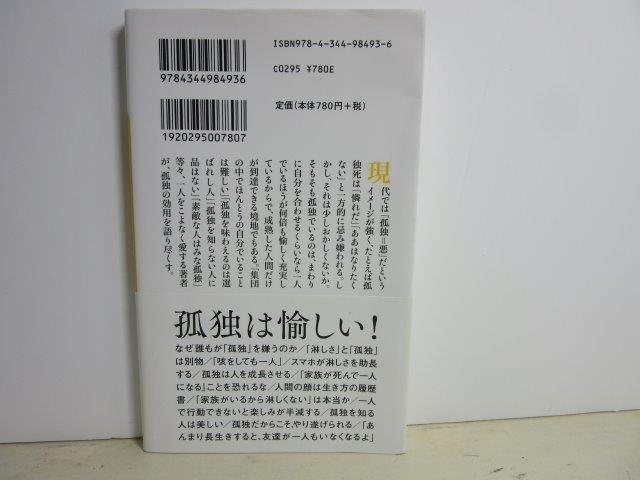 ISBN978-4-344-98493-6
C0295 ¥780E
9784344984936
定価(本体780円+税)
1920295007807
現代では「孤独=悪」だという
イメージが強く、たとえば孤
独死は「憐れだ」「ああはなりたく
ない」と一方的に忌み嫌われる。し
かし、それは少しおかしくないか。
そもそも孤独でいるのは、まわり
に自分を合わせるくらいなら一人
でいるほうが何倍も愉しく充実し
ているからで、成熟した人間だけ
が到達できる境地でもある。「集団
の中でほんとうの自分でいること
は難しい」「孤独を味わえるのは選
ばれし人」「孤独を知らない人に
品はない」「素敵な人はみな孤独」
等々、一人をこよなく愛する著者
が、孤独の効用を語り尽くす。
孤独は愉しい!
なぜ誰もが「孤独」を嫌うのか/「淋しさ」と「孤独」
は別物/「咳をしても一人」/スマホが淋しさを助長
する/孤独は人を成長させる/「家族が死んで一人
になる」ことを恐れるな/人間の顔は生き方の履歴
書/「家族がいるから淋しくない」は本当か/一人
で行動できないと楽しみが半減する/孤独を知る
人は美しい/孤独だからこそ、やり遂げられる/「あ
んまり長生きすると、友達が一人もいなくなるよ」